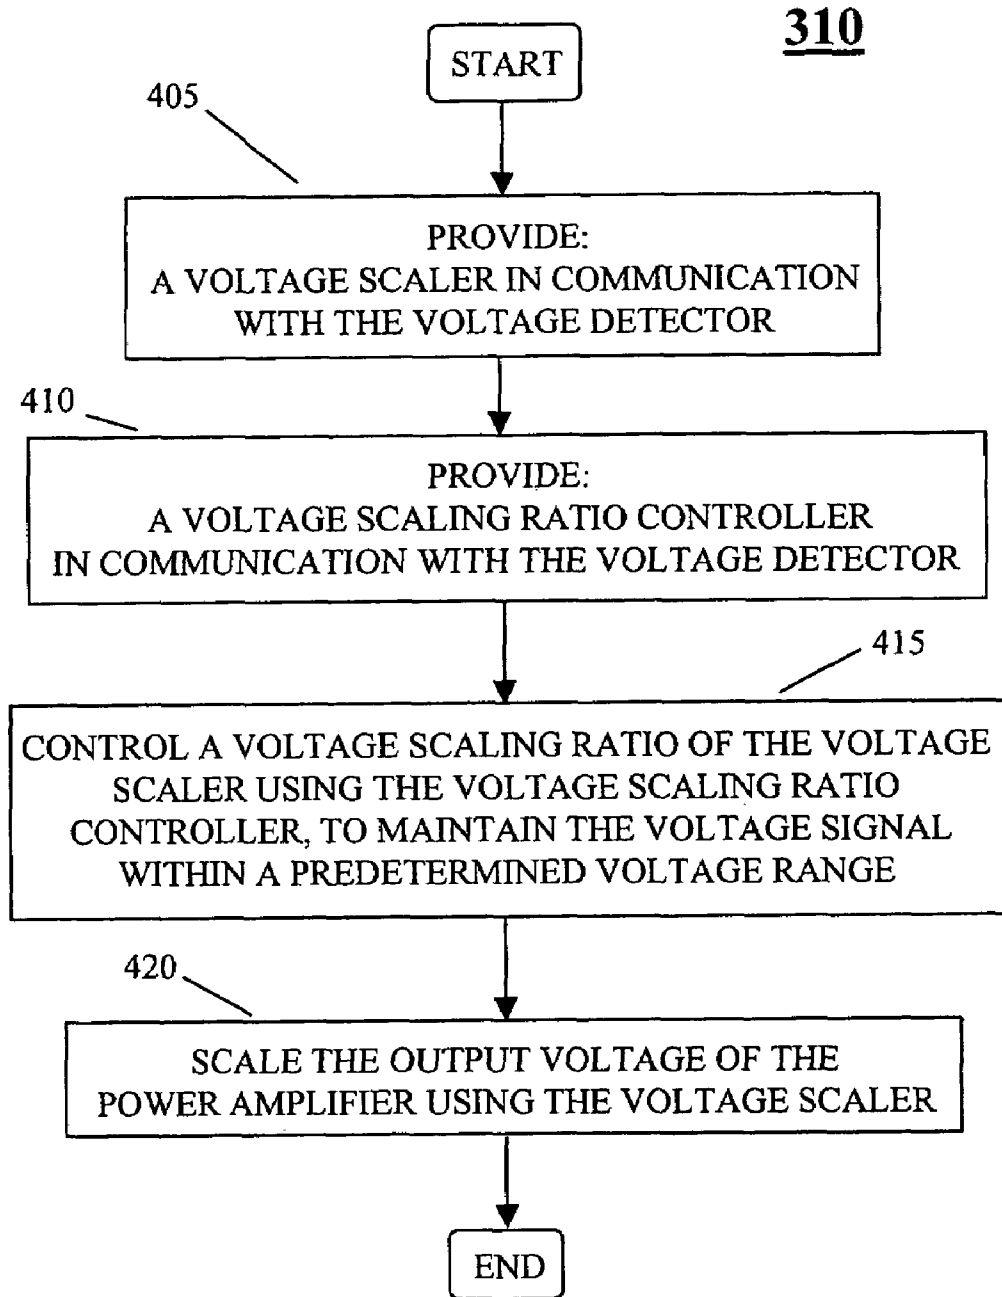 310
START
405
PROVIDE:
A VOLTAGE SCALER IN COMMUNICATION
WITH THE VOLTAGE DETECTOR
410
PROVIDE:
A VOLTAGE SCALING RATIO CONTROLLER
IN COMMUNICATION WITH THE VOLTAGE DETECTOR
415
CONTROL A VOLTAGE SCALING RATIO OF THE VOLTAGE
SCALER USING THE VOLTAGE SCALING RATIO
CONTROLLER, TO MAINTAIN THE VOLTAGE SIGNAL
WITHIN A PREDETERMINED VOLTAGE RANGE
420
SCALE THE OUTPUT VOLTAGE OF THE
POWER AMPLIFIER USING THE VOLTAGE SCALER
END